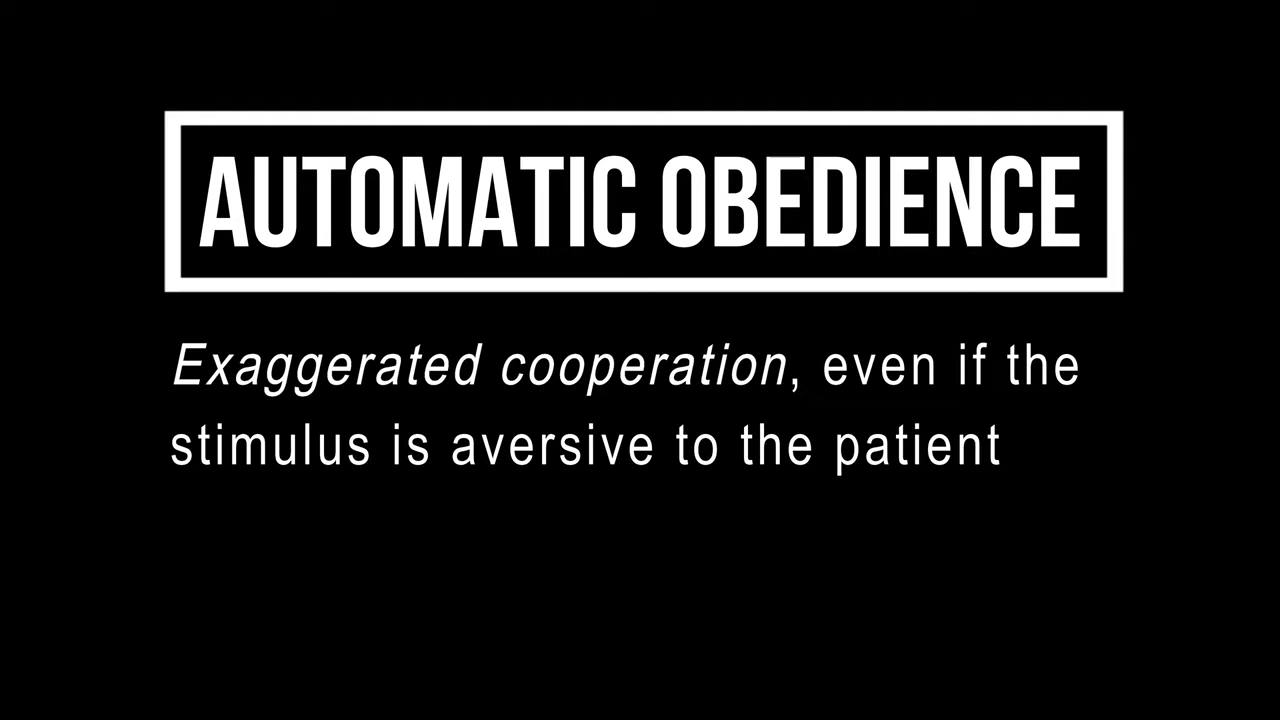 AUTOMATIC OBEDIENCE
Exaggerated cooperation, even if the
stimulus is aversive to the patient